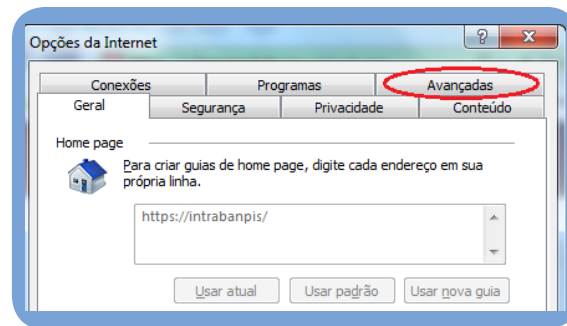 Opções da Internet
Conexões Programas Avançadas
Geral Segurança Privacidade Conteúdo
Home page
Para criar guias de home page, digite cada endereço em sua
própria linha.
https://intrabanpis/
Usar atual Usar padrão Usar nova guia